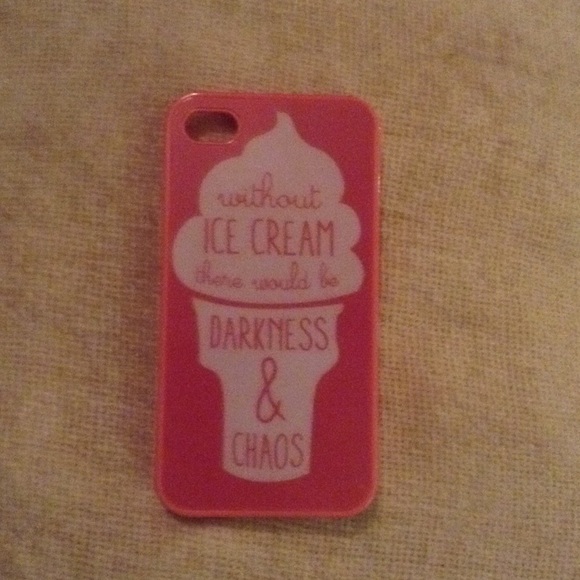 without
ICE CREAM
there would be
DARKNESS
&
CHAOS